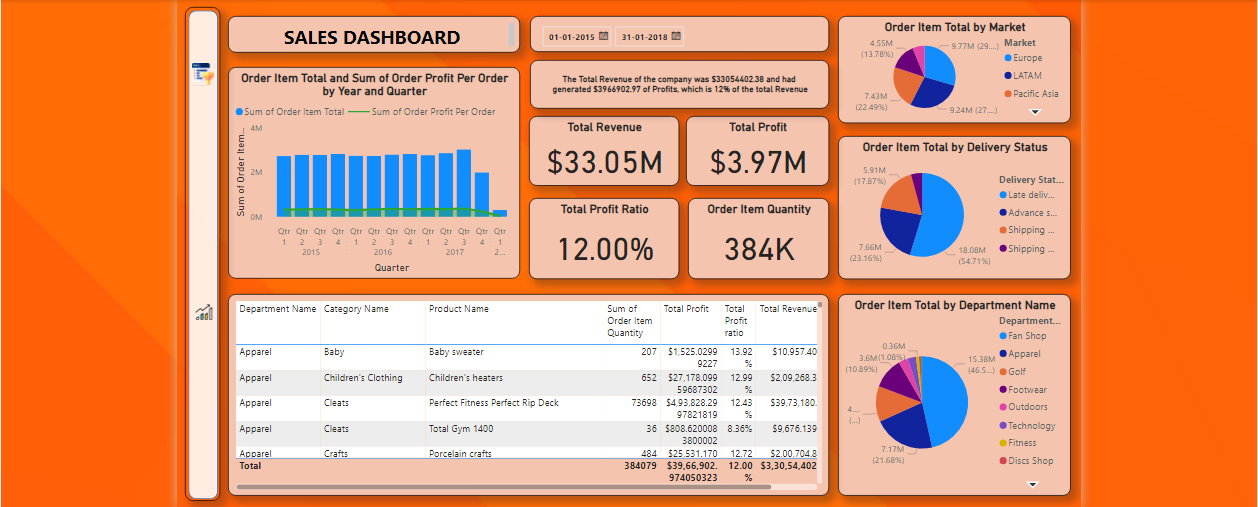 SALES DASHBOARD
01-01-2015 31-01-2018
Order Item Total and Sum of Order Profit Per Order
by Year and Quarter
Sum of Order Item Total Sum of Order Profit Per Order
Sum of Order Item...
4M
2M
0M
Qtr Qtr Qtr Qtr Qtr Qtr Qtr Qtr Qtr Qtr Qtr Qtr Qtr
1 2 3 4 1 2 3 4 1 2 3 4 1
2015 2016 2017 2...
Quarter
The Total Revenue of the company was $33054402.38 and had
generated $3966902.97 of Profits, which is 12% of the total Revenue
Total Revenue
$33.05M
Total Profit
$3.97M
Total Profit Ratio
12.00%
Order Item Quantity
384K
Order Item Total by Market
4.55M
(13.78%)
9.77M (29....)
7.43M
(22.49%)
9.24M (27....)
Market
Europe
LATAM
Pacific Asia
Order Item Total by Delivery Status
5.91M
(17.87%)
7.66M
(23.16%)
18.08M
(54.71%)
Delivery Stat...
Late deliv...
Advance s...
Shipping ...
Shipping ...
Department Name Category Name Product Name Sum of Order Item Quantity Total Profit Total Profit ratio Total Revenue
Apparel Baby Baby sweater 207 $1,525.02999227 13.92% $10,957.40
Apparel Children's Clothing Children's heaters 652 $27,178.09959687302 12.99% $2,09,268.3
Apparel Cleats Perfect Fitness Perfect Rip Deck 73698 $4,93,828.2997821819 12.43% $39,73,180.
Apparel Cleats Total Gym 1400 36 $808.6200083800002 8.36% $9,676.139
Apparel Crafts Porcelain crafts 484 $25,531.170 12.72 $2,00,704.8
Total 384079 $39,66,902.974050323 12.00% $3,30,54,402
Order Item Total by Department Name
0.36M
(1.08%)
3.6M
(10.89%)
4...
(...)
7.17M
(21.68%)
15.38M
(46.5...)
Department...
Fan Shop
Apparel
Golf
Footwear
Outdoors
Technology
Fitness
Discs Shop